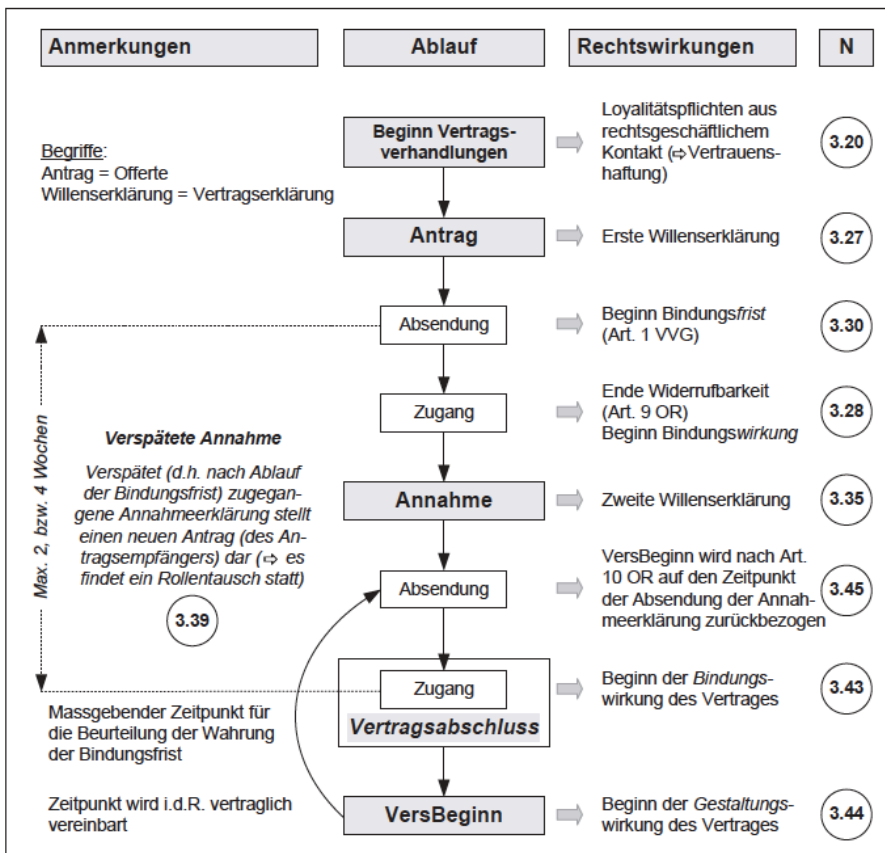 Anmerkungen
Ablauf
Rechtswirkungen
N
Begriffe:
Antrag = Offerte
Willenserklärung = Vertragserklärung
Beginn Vertrags-
verhandlungen
Loyalitätspflichten aus
rechtsgeschäftlichem
Kontakt (⇨Vertrauens-
haftung)
3.20
Antrag
Erste Willenserklärung
3.27
Absendung
Beginn Bindungsfrist
(Art. 1 VVG)
3.30
Zugang
Ende Widerrufbarkeit
(Art. 9 OR)
Beginn Bindungswirkung
3.28
Max. 2, bzw. 4 Wochen
Verspätete Annahme
Verspätet (d.h. nach Ablauf
der Bindungsfrist) zugegan-
gene Annahmeerklärung stellt
einen neuen Antrag (des An-
tragsempfängers) dar (⇨ es
findet ein Rollentausch statt)
3.39
Annahme
Zweite Willenserklärung
3.35
Absendung
VersBeginn wird nach Art.
10 OR auf den Zeitpunkt
der Absendung der Annah-
meerklärung zurückbezogen
3.45
Zugang
Vertragsabschluss
Beginn der Bindungs-
wirkung des Vertrages
3.43
Massgebender Zeitpunkt für
die Beurteilung der Wahrung
der Bindungsfrist
Zeitpunkt wird i.d.R. vertraglich
vereinbart
VersBeginn
Beginn der Gestaltungs-
wirkung des Vertrages
3.44